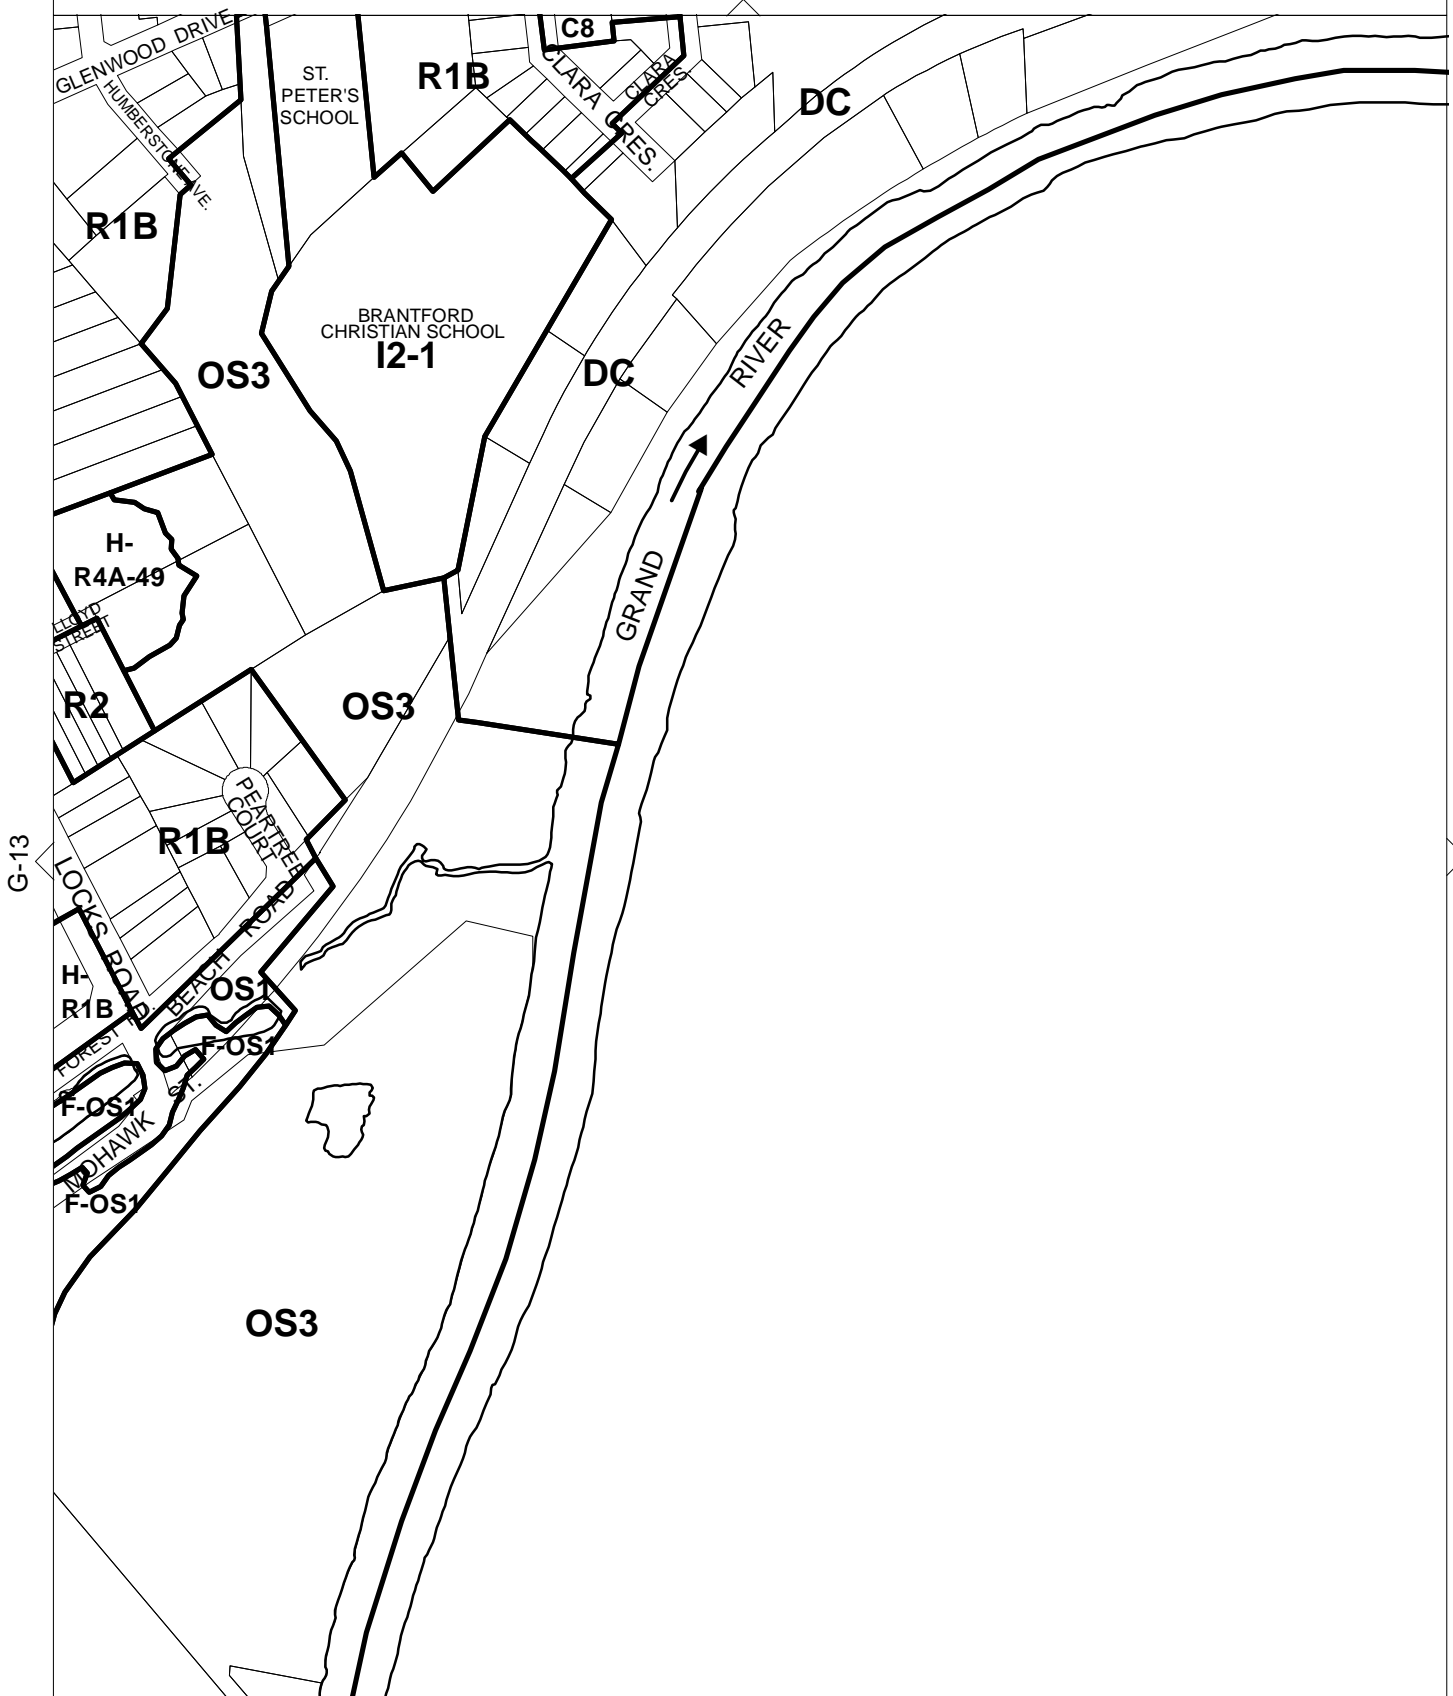 C8
GLENWOOD DRIVE
ST.
PETER'S
SCHOOL
R1B
CLARA CRES.
CLARA
CRES.
DC
HUMBERSTONE AVE.
R1B
BRANTFORD
CHRISTIAN SCHOOL
I2-1
OS3
DC
RIVER
GRAND
H-
R4A-49
LLOYD
STREET
R2
OS3
PEARTREE
COURT
R1B
G-13
LOCKS ROAD
BEACH ROAD
H-
R1B
OS1
FOREST RD.
F-OS1
F-OS1
MOHAWK ST.
F-OS1
OS3